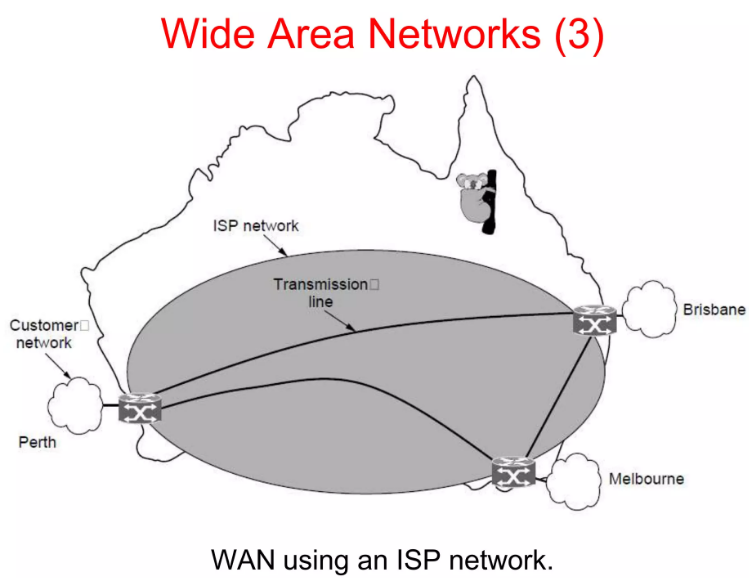 Wide Area Networks (3)
ISP network
Transmission□
line
Customer□
network
Brisbane
Perth
Melbourne
WAN using an ISP network.